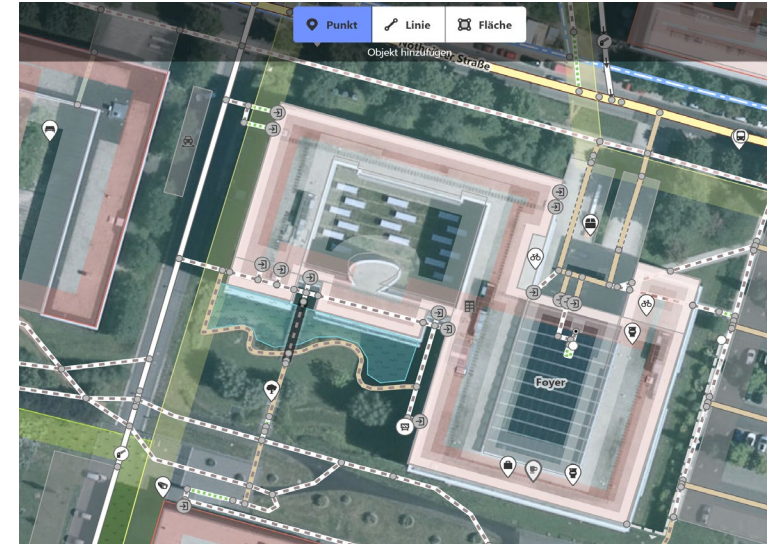 Punkt
Linie
Fläche
Objekt hinzufügen
Straße
Foyer